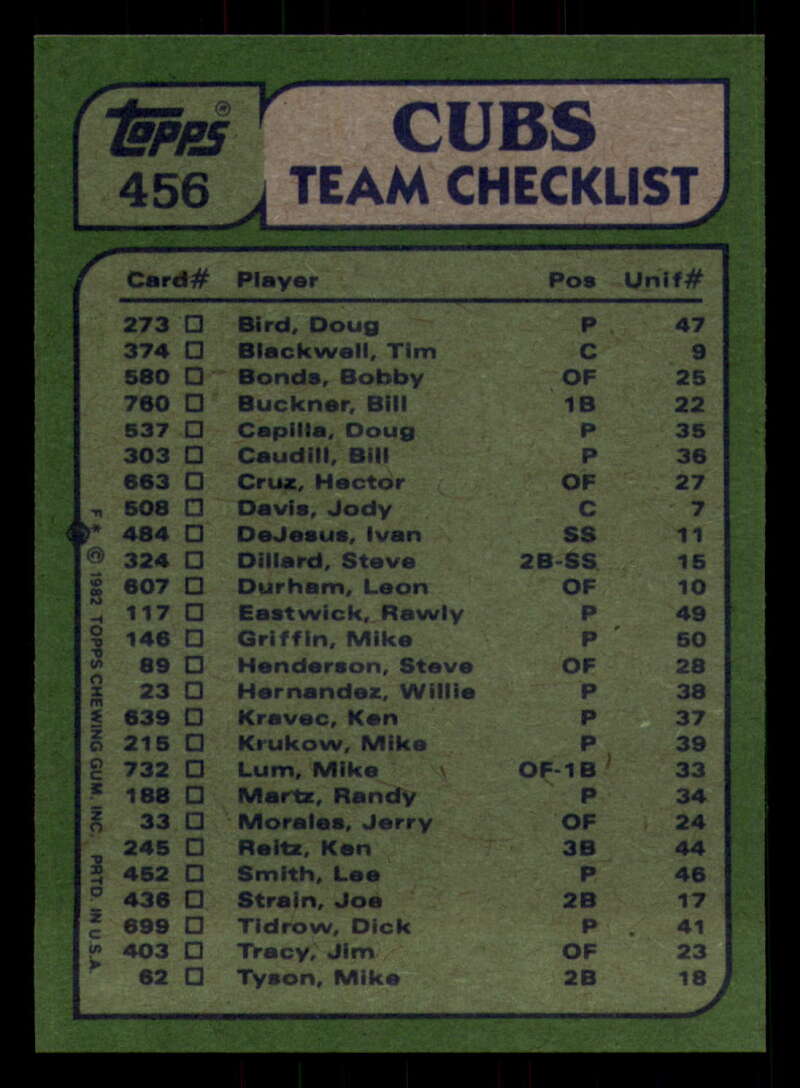 Topps®
456
CUBS
TEAM CHECKLIST
Card# Player Pos Unif#
273 Bird, Doug P 47
374 Blackwell, Tim C 9
580 Bonds, Bobby OF 25
760 Buckner, Bill 1B 22
537 Capilla, Doug P 35
303 Caudill, Bill P 36
663 Cruz, Hector OF 27
508 Davis, Jody C 7
484 DeJesus, Ivan SS 11
324 Dillard, Steve 2B-SS 15
607 Durham, Leon OF 10
117 Eastwick, Rawly P 49
146 Griffin, Mike P 50
89 Henderson, Steve OF 28
23 Hernandez, Willie P 38
639 Kravec, Ken P 37
215 Krukow, Mike P 39
732 Lum, Mike OF-1B 33
188 Martz, Randy P 34
33 Morales, Jerry OF 24
245 Reitz, Ken 3B 44
452 Smith, Lee P 46
436 Strain, Joe 2B 17
699 Tidrow, Dick P 41
403 Tracy, Jim OF 23
62 Tyson, Mike 2B 18
F* © 1982 TOPPS CHEWING GUM, INC. PRTD. IN U.S.A